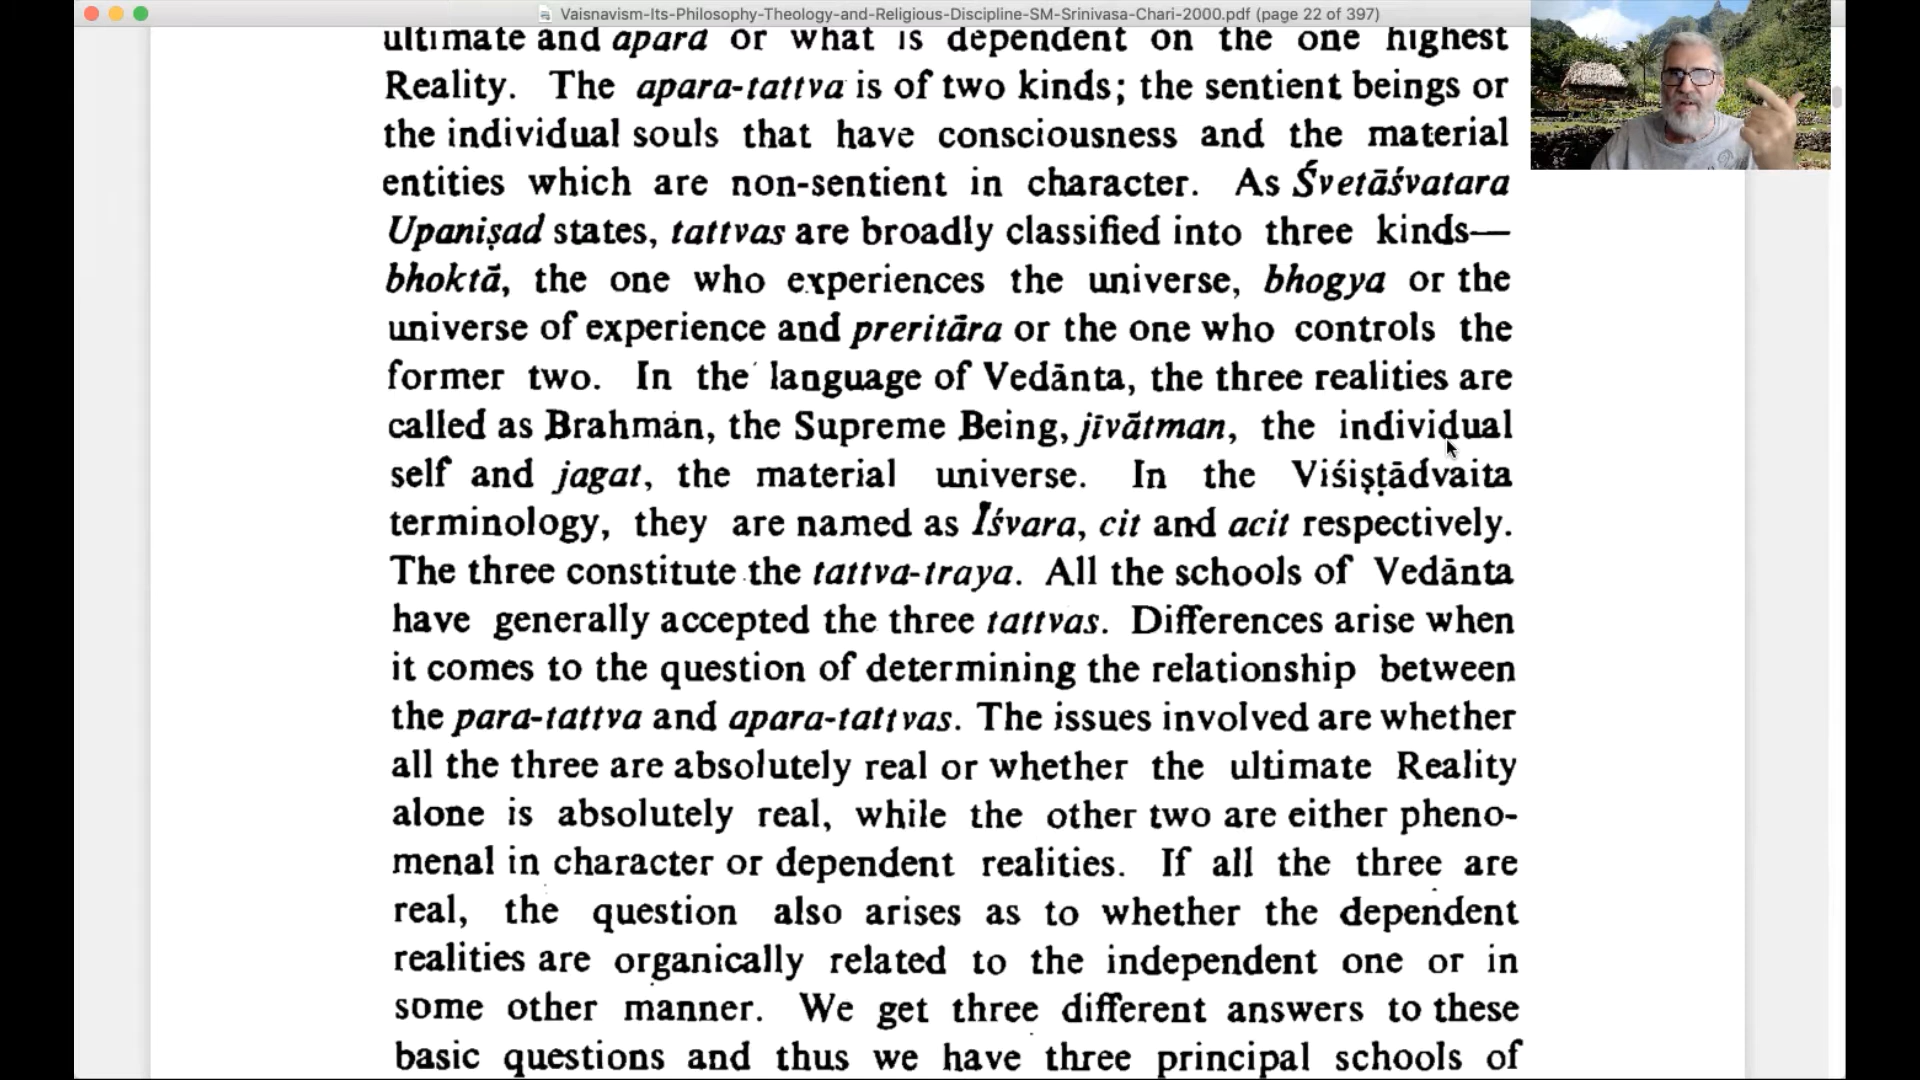 Vaisnavism-Its-Philosophy-Theology-and-Religious-Discipline-SM-Srinivasa-Chari-2000.pdf (page 22 of 397)
ultimate and apara or what is dependent on the one highest
Reality. The apara-tattva is of two kinds; the sentient beings or
the individual souls that have consciousness and the material
entities which are non-sentient in character. As Śvetāśvatara
Upaniṣad states, tattvas are broadly classified into three kinds—
bhoktā, the one who experiences the universe, bhogya or the
universe of experience and preritāra or the one who controls the
former two. In the language of Vedānta, the three realities are
called as Brahman, the Supreme Being, jīvātman, the individual
self and jagat, the material universe. In the Viśiṣṭādvaita
terminology, they are named as Īśvara, cit and acit respectively.
The three constitute the tattva-traya. All the schools of Vedānta
have generally accepted the three tattvas. Differences arise when
it comes to the question of determining the relationship between
the para-tattva and apara-tattvas. The issues involved are whether
all the three are absolutely real or whether the ultimate Reality
alone is absolutely real, while the other two are either pheno-
menal in character or dependent realities. If all the three are
real, the question also arises as to whether the dependent
realities are organically related to the independent one or in
some other manner. We get three different answers to these
basic questions and thus we have three principal schools of